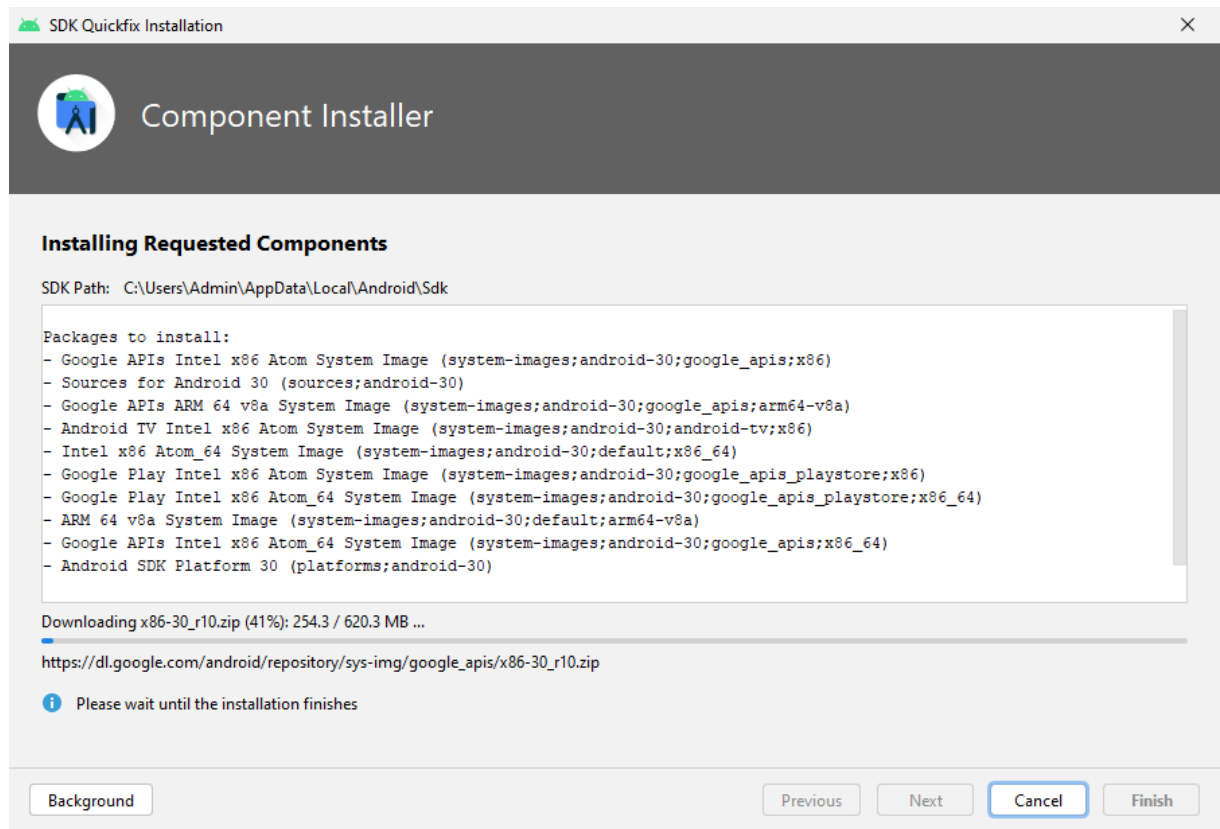 SDK Quickfix Installation
Component Installer
Installing Requested Components
SDK Path: C:\Users\Admin\AppData\Local\Android\Sdk
Packages to install:
- Google APIs Intel x86 Atom System Image (system-images;android-30;google_apis;x86)
- Sources for Android 30 (sources;android-30)
- Google APIs ARM 64 v8a System Image (system-images;android-30;google_apis;arm64-v8a)
- Android TV Intel x86 Atom System Image (system-images;android-30;android-tv;x86)
- Intel x86 Atom_64 System Image (system-images;android-30;default;x86_64)
- Google Play Intel x86 Atom System Image (system-images;android-30;google_apis_playstore;x86)
- Google Play Intel x86 Atom_64 System Image (system-images;android-30;google_apis_playstore;x86_64)
- ARM 64 v8a System Image (system-images;android-30;default;arm64-v8a)
- Google APIs Intel x86 Atom_64 System Image (system-images;android-30;google_apis;x86_64)
- Android SDK Platform 30 (platforms;android-30)
Downloading x86-30_r10.zip (41%): 254.3 / 620.3 MB ...
https://dl.google.com/android/repository/sys-img/google_apis/x86-30_r10.zip
Please wait until the installation finishes
Background Previous Next Cancel Finish